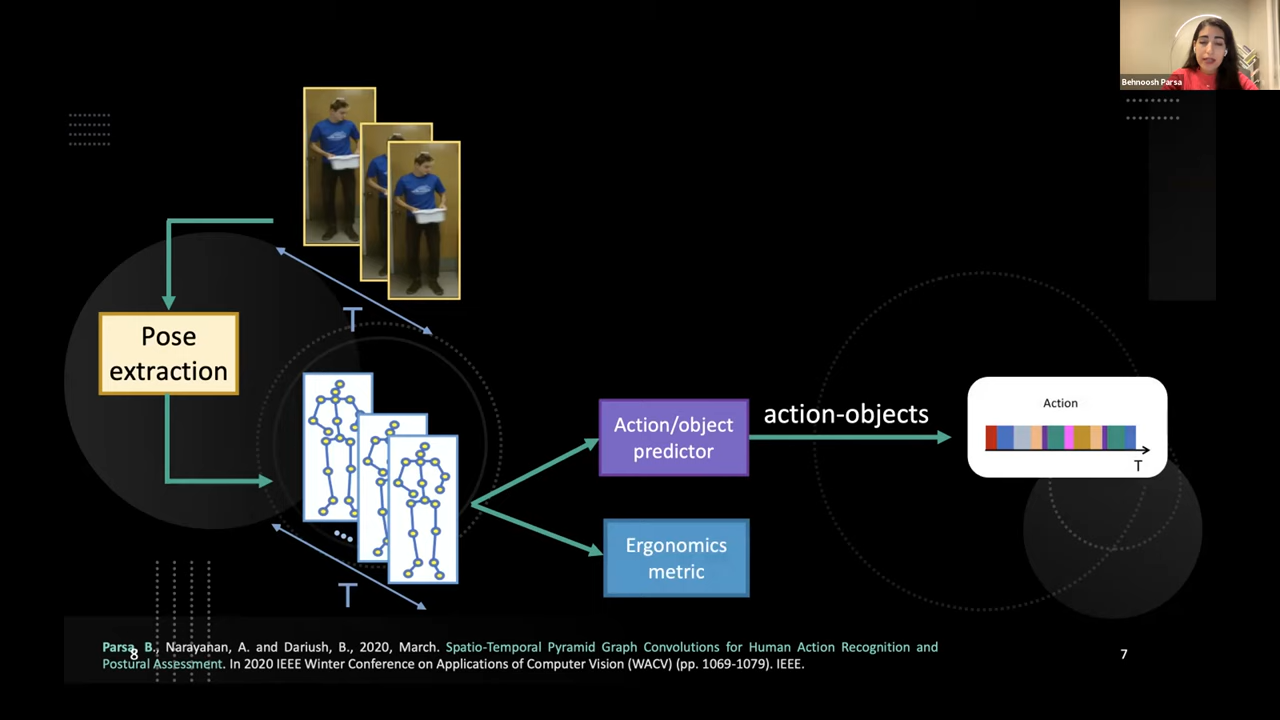 Behnoosh Parsa
T
Pose
extraction
Action/object
predictor
action-objects
Action
T
Ergonomics
metric
...
T
Parsa, B., Narayanan, A. and Dariush, B., 2020, March. Spatio-Temporal Pyramid Graph Convolutions for Human Action Recognition and
Postural Assessment. In 2020 IEEE Winter Conference on Applications of Computer Vision (WACV) (pp. 1069-1079). IEEE.
8
7